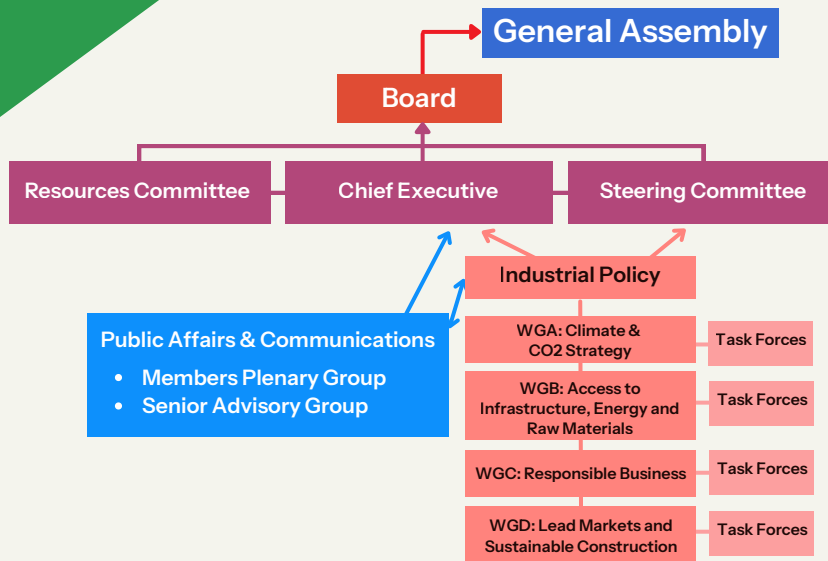 General Assembly
Board
Resources Committee
Chief Executive
Steering Committee
Industrial Policy
Public Affairs & Communications
• Members Plenary Group
• Senior Advisory Group
WGA: Climate &
CO2 Strategy
Task Forces
WGB: Access to
Infrastructure, Energy and
Raw Materials
Task Forces
WGC: Responsible Business
Task Forces
WGD: Lead Markets and
Sustainable Construction
Task Forces